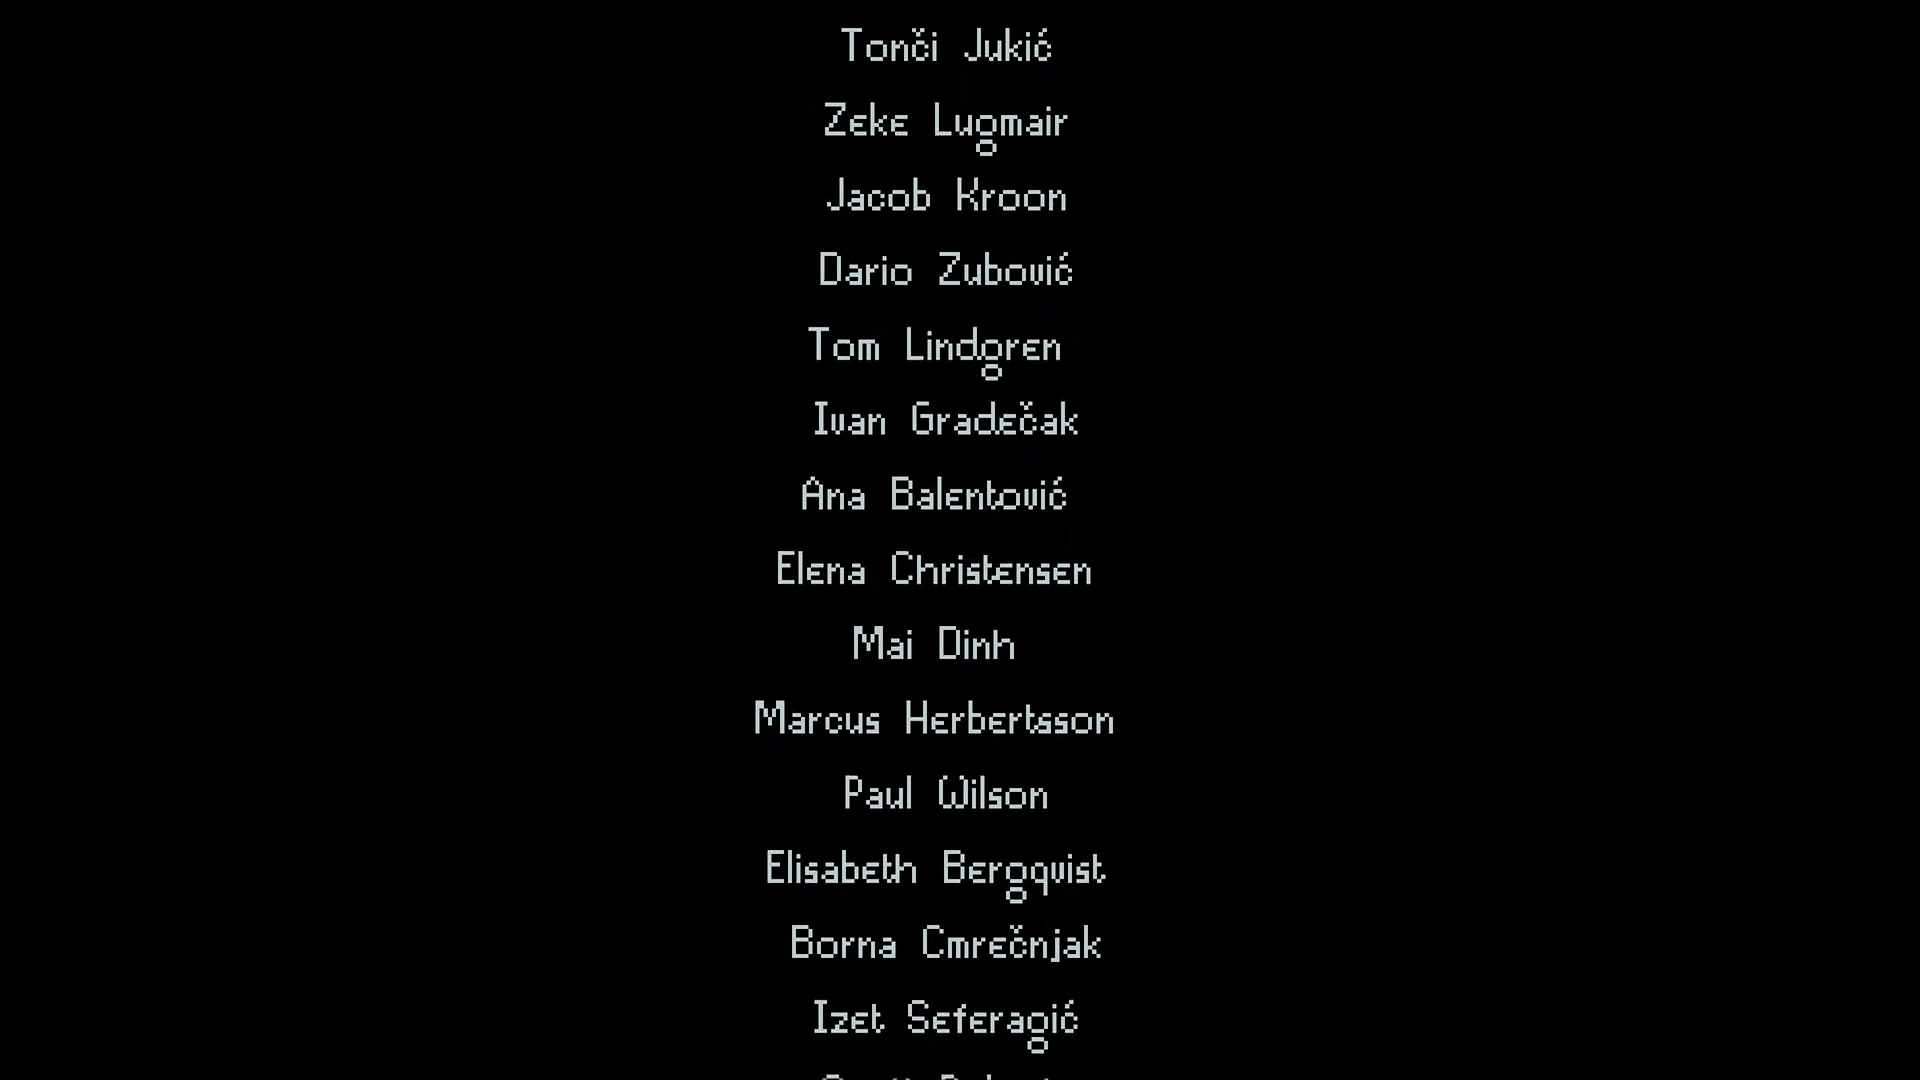 Tonči Jukić
Zeke Lugmair
Jacob Kroon
Dario Zubović
Tom Lindgren
Ivan Gradečak
Ana Balentović
Elena Christensen
Mai Dinh
Marcus Herbertsson
Paul Wilson
Elisabeth Bergqvist
Borna Cmrečnjak
Izet Seferagić